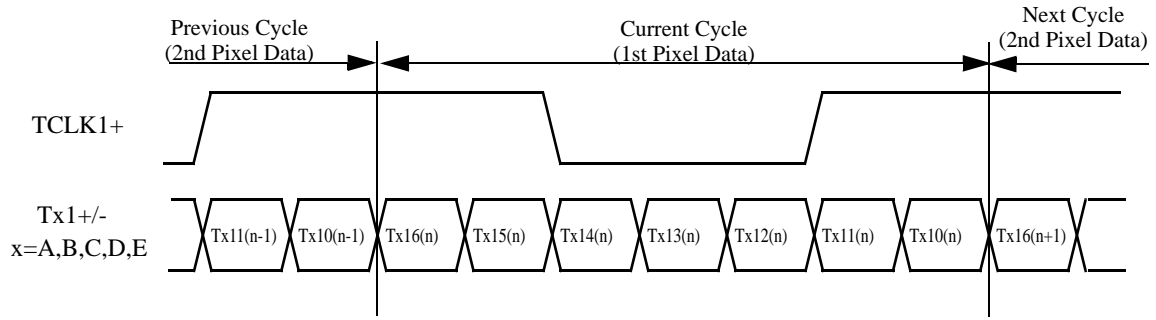 Previous Cycle
(2nd Pixel Data)
Current Cycle
(1st Pixel Data)
Next Cycle
(2nd Pixel Data)
TCLK1+
Tx1+/-
x=A,B,C,D,E
Tx11(n-1) Tx10(n-1) Tx16(n) Tx15(n) Tx14(n) Tx13(n) Tx12(n) Tx11(n) Tx10(n) Tx16(n+1)